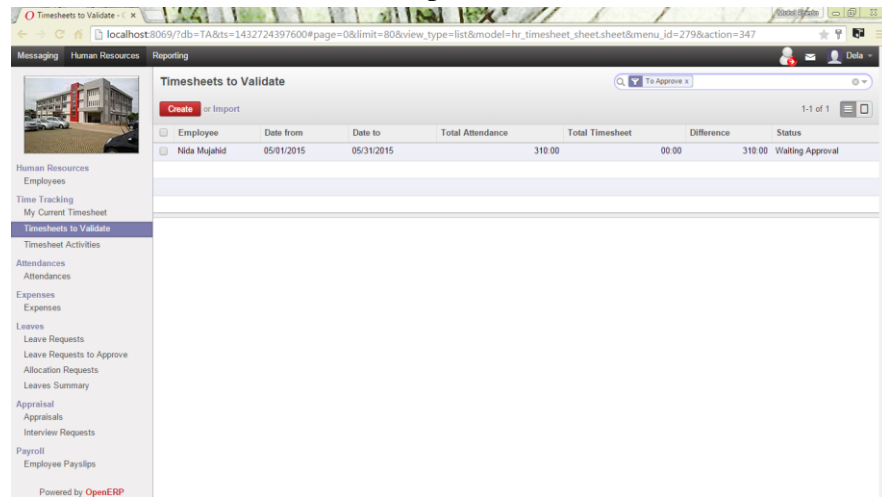 Timesheets to Validate - (
localhost:8069/?db=TA&ts=1432724397600#page=0&limit=80&view_type=list&model=hr_timesheet_sheet.sheet&menu_id=279&action=347
Messaging Human Resources Reporting Dela
Timesheets to Validate
To Approve x
Create or Import
1-1 of 1
Employee Date from Date to Total Attendance Total Timesheet Difference Status
Nida Mujahid 05/01/2015 05/31/2015 310:00 00:00 310:00 Waiting Approval
Human Resources
Employees
Time Tracking
My Current Timesheet
Timesheets to Validate
Timesheet Activities
Attendances
Attendances
Expenses
Expenses
Leaves
Leave Requests
Leave Requests to Approve
Allocation Requests
Leaves Summary
Appraisal
Appraisals
Interview Requests
Payroll
Employee Payslips
Powered by OpenERP